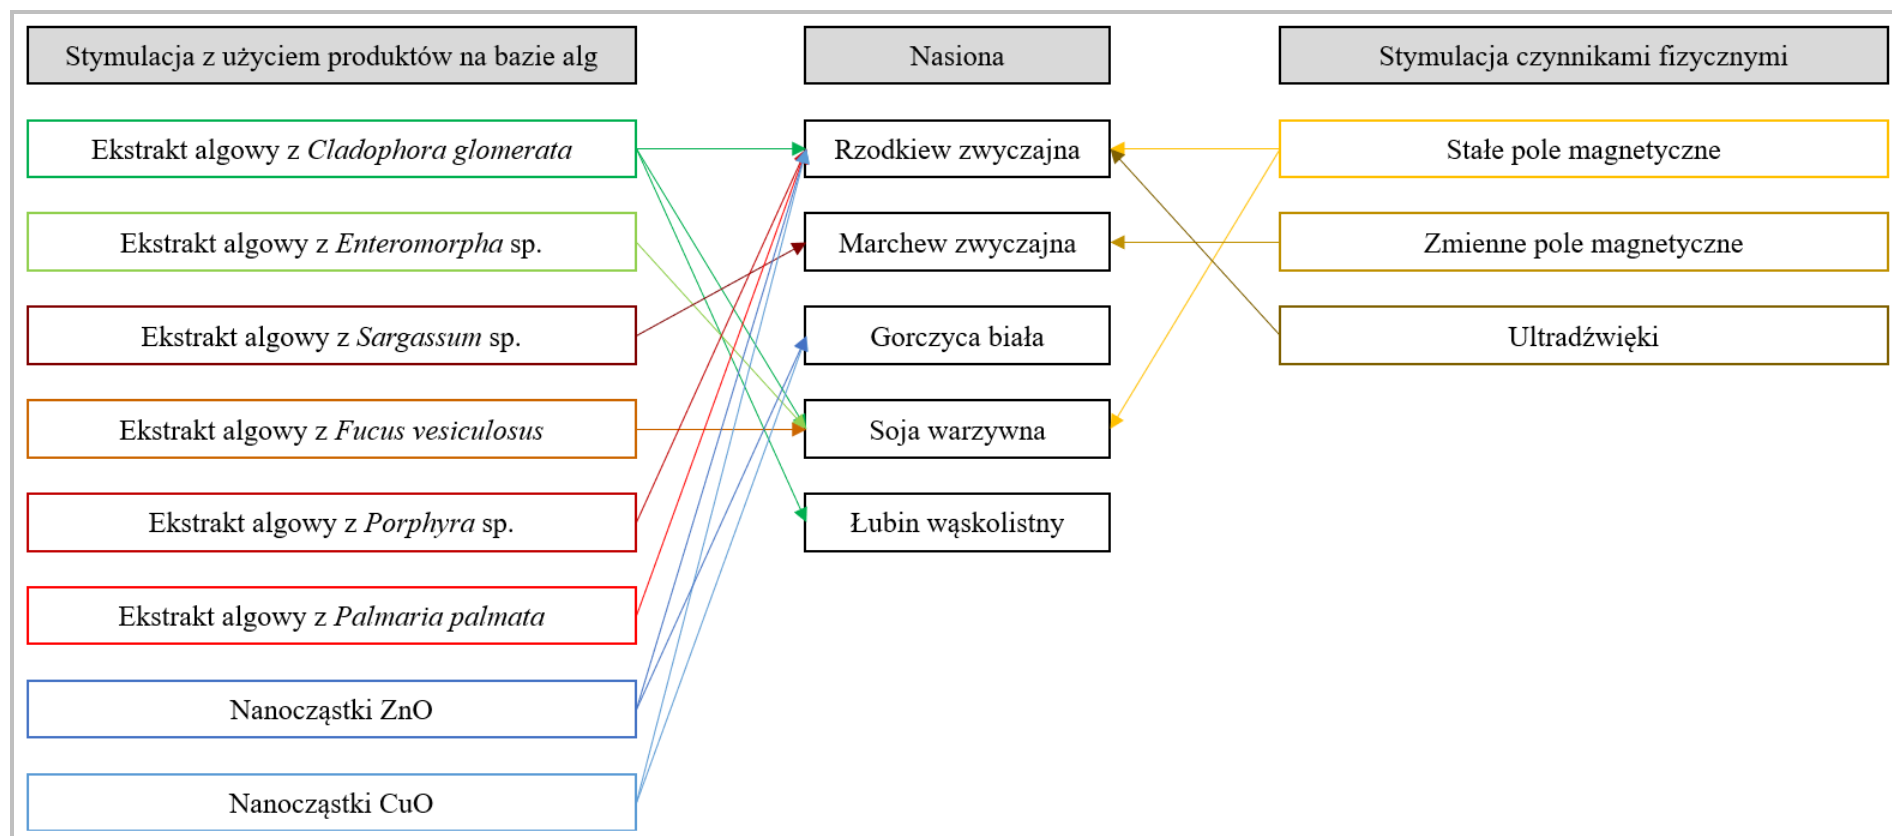 Stymulacja z użyciem produktów na bazie alg
Ekstrakt algowy z Cladophora glomerata
Ekstrakt algowy z Enteromorpha sp.
Ekstrakt algowy z Sargassum sp.
Ekstrakt algowy z Fucus vesiculosus
Ekstrakt algowy z Porphyra sp.
Ekstrakt algowy z Palmaria palmata
Nanocząstki ZnO
Nanocząstki CuO
Nasiona
Rzodkiew zwyczajna
Marchew zwyczajna
Gorczyca biała
Soja warzywna
Łubin wąskolistny
Stymulacja czynnikami fizycznymi
Stałe pole magnetyczne
Zmienne pole magnetyczne
Ultradźwięki